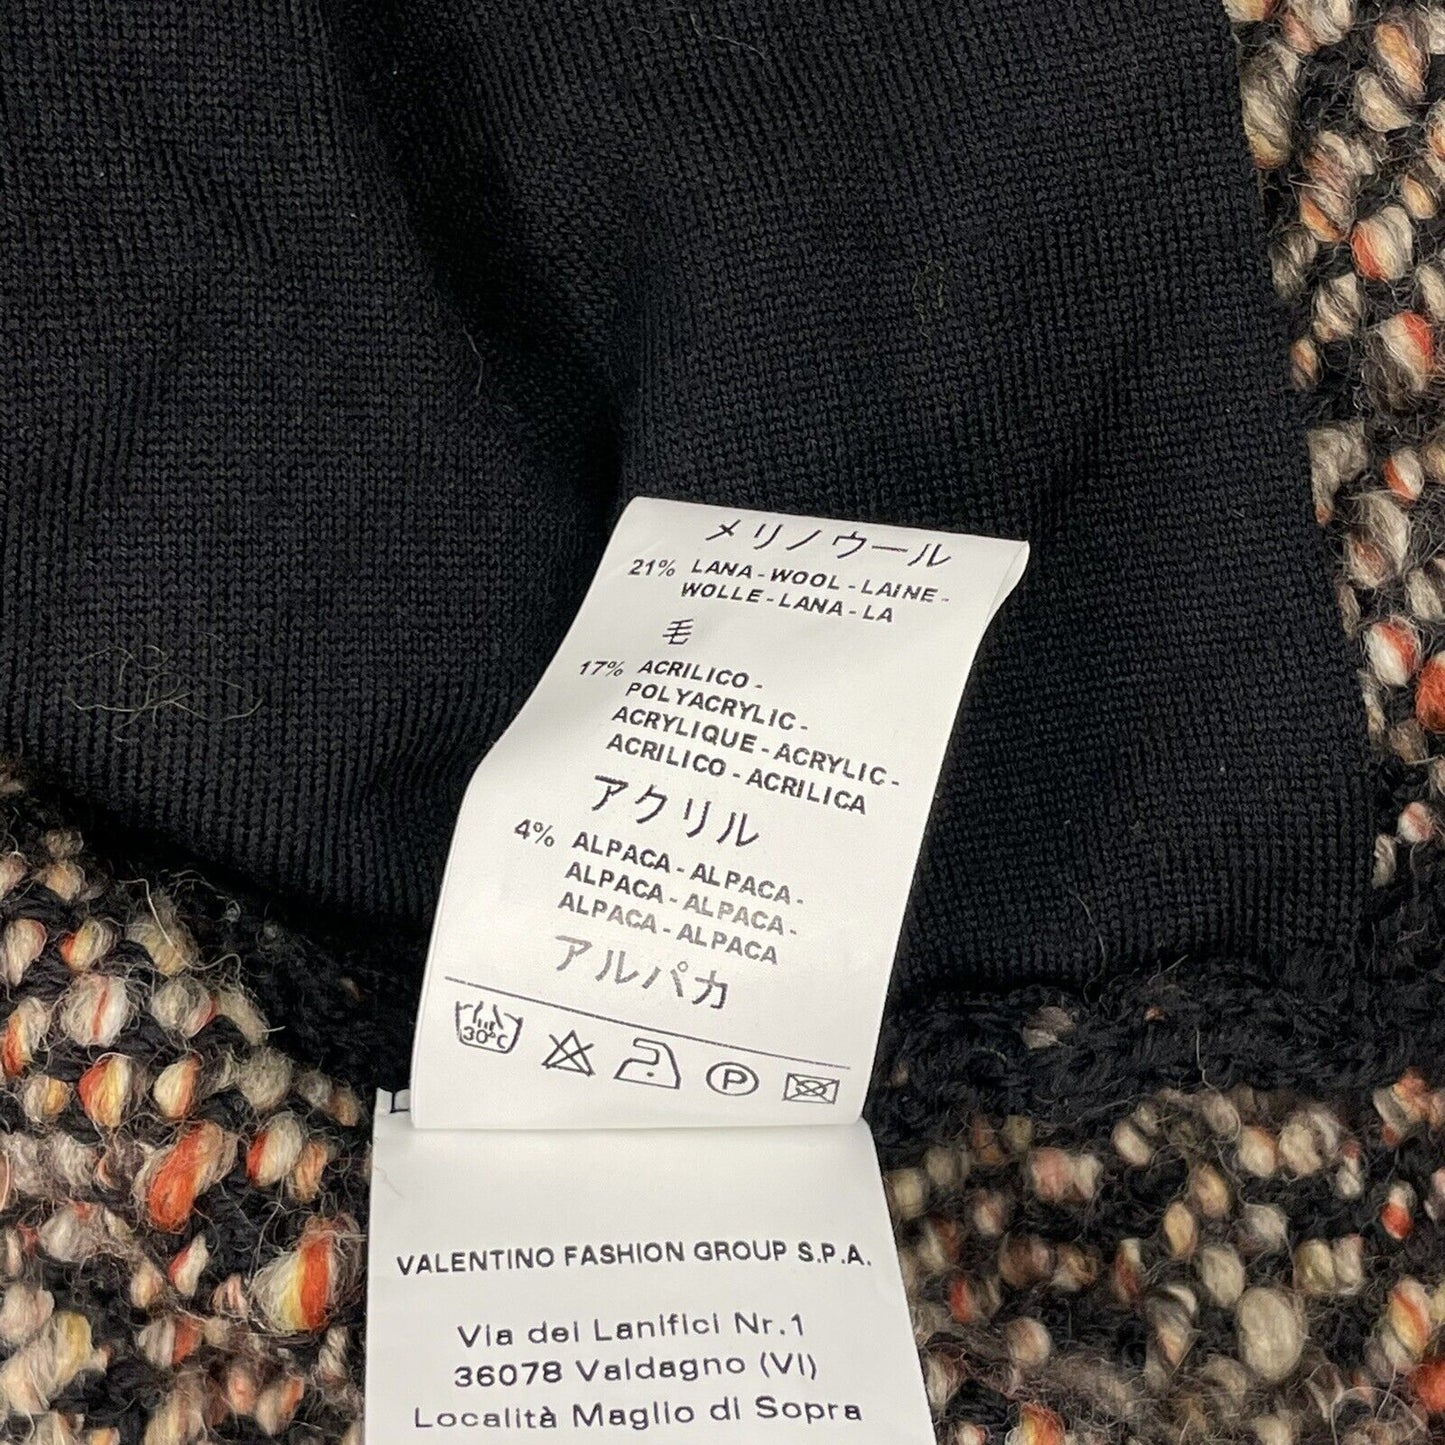 メリノウール
21% LANA - WOOL - LAINE -
WOLLE - LANA - LA
毛
17% ACRILICO -
POLYACRYLIC -
ACRYLIQUE - ACRYLIC -
ACRILICO - ACRILICA
アクリル
4% ALPACA - ALPACA -
ALPACA - ALPACA -
ALPACA - ALPACA
アルパカ
30°C
P
VALENTINO FASHION GROUP S.P.A.
Via dei Lanifici Nr.1
36078 Valdagno (VI)
Località Maglio di Sopra